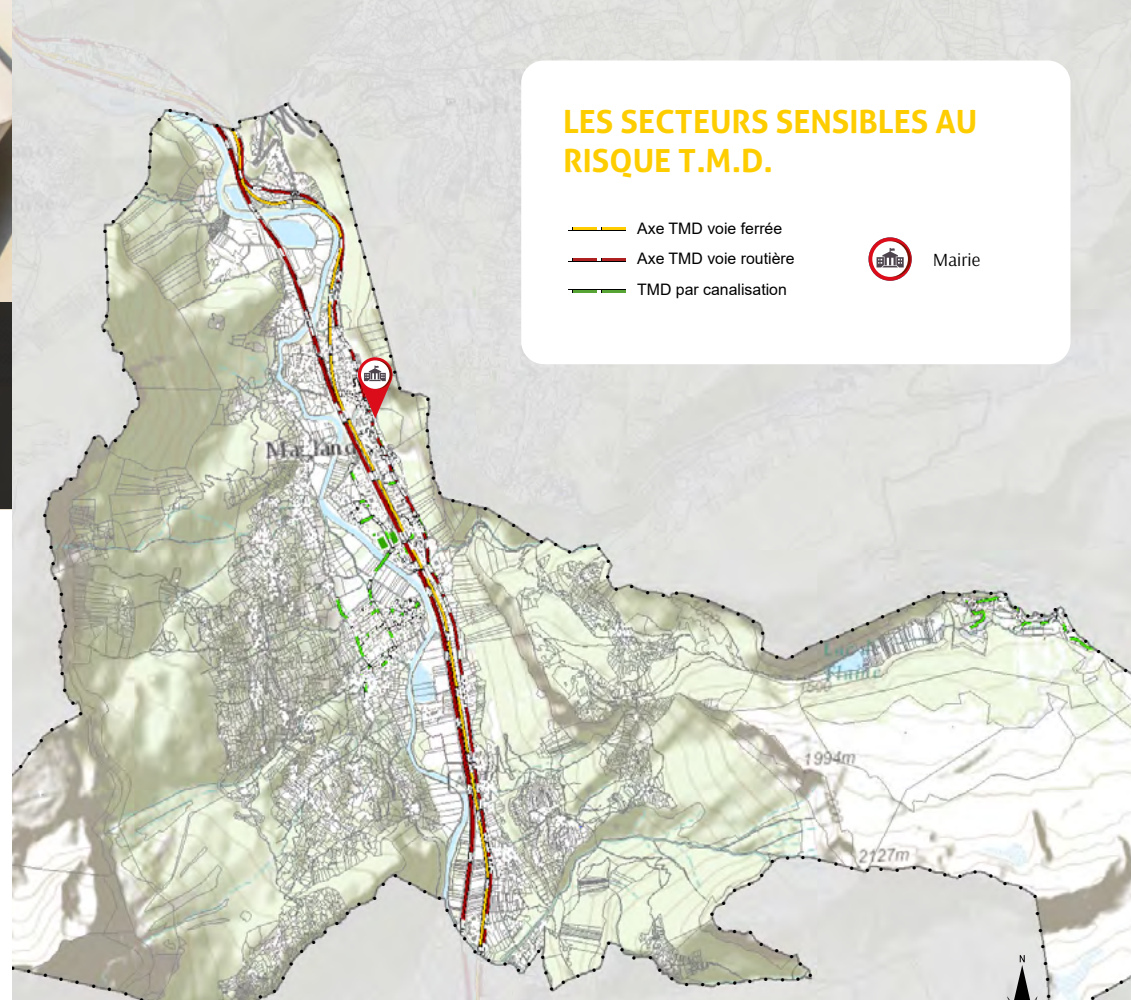 LES SECTEURS SENSIBLES AU
RISQUE T.M.D.
Axe TMD voie ferrée
Axe TMD voie routière
TMD par canalisation
Mairie
Magland
1994m
2127m
N